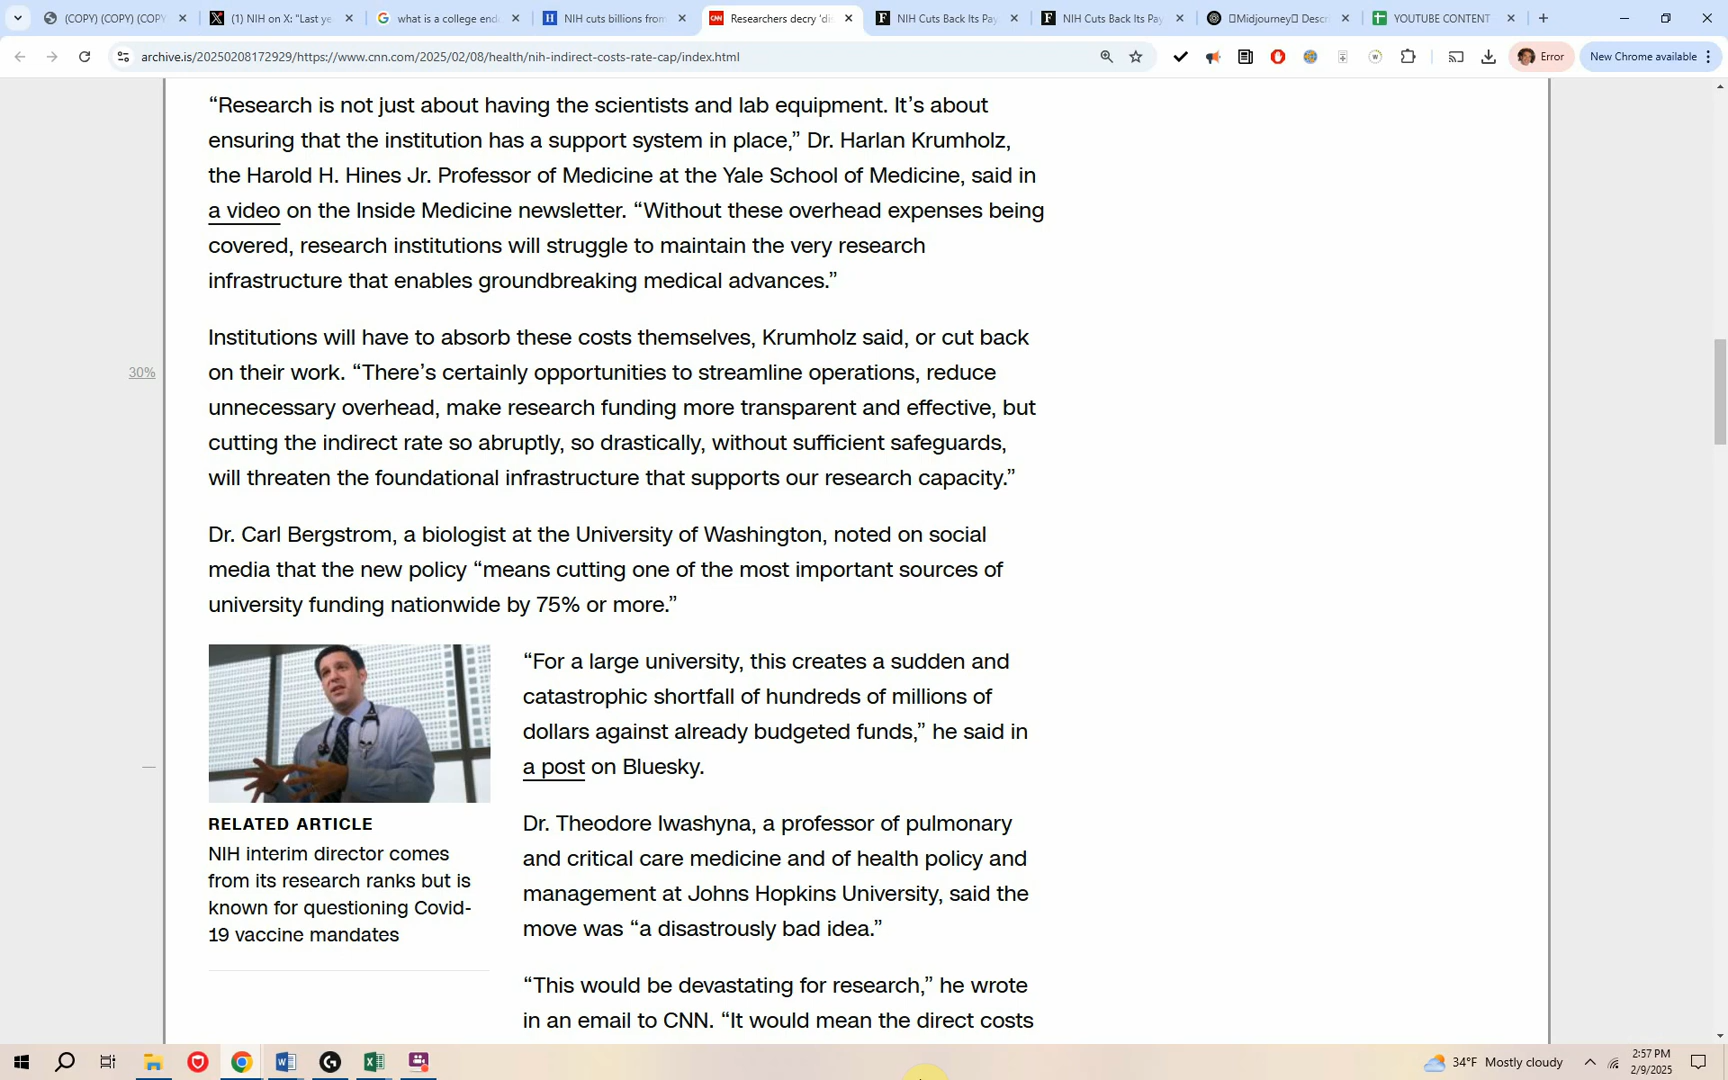 (COPY) (COPY) (COPY
(1) NIH on X: "Last ye
what is a college end
NIH cuts billions from
Researchers decry 'dis
NIH Cuts Back Its Pay
NIH Cuts Back Its Pay
Midjourney Descr
YOUTUBE CONTENT
archive.is/20250208172929/https://www.cnn.com/2025/02/08/health/nih-indirect-costs-rate-cap/index.html
Error
New Chrome available
“Research is not just about having the scientists and lab equipment. It’s about
ensuring that the institution has a support system in place,” Dr. Harlan Krumholz,
the Harold H. Hines Jr. Professor of Medicine at the Yale School of Medicine, said in
a video on the Inside Medicine newsletter. “Without these overhead expenses being
covered, research institutions will struggle to maintain the very research
infrastructure that enables groundbreaking medical advances.”
Institutions will have to absorb these costs themselves, Krumholz said, or cut back
30%
on their work. “There’s certainly opportunities to streamline operations, reduce
unnecessary overhead, make research funding more transparent and effective, but
cutting the indirect rate so abruptly, so drastically, without sufficient safeguards,
will threaten the foundational infrastructure that supports our research capacity.”
Dr. Carl Bergstrom, a biologist at the University of Washington, noted on social
media that the new policy “means cutting one of the most important sources of
university funding nationwide by 75% or more.”
“For a large university, this creates a sudden and
catastrophic shortfall of hundreds of millions of
dollars against already budgeted funds,” he said in
a post on Bluesky.
RELATED ARTICLE
NIH interim director comes
from its research ranks but is
known for questioning Covid-
19 vaccine mandates
Dr. Theodore Iwashyna, a professor of pulmonary
and critical care medicine and of health policy and
management at Johns Hopkins University, said the
move was “a disastrously bad idea.”
“This would be devastating for research,” he wrote
in an email to CNN. “It would mean the direct costs
34°F Mostly cloudy
2:57 PM
2/9/2025